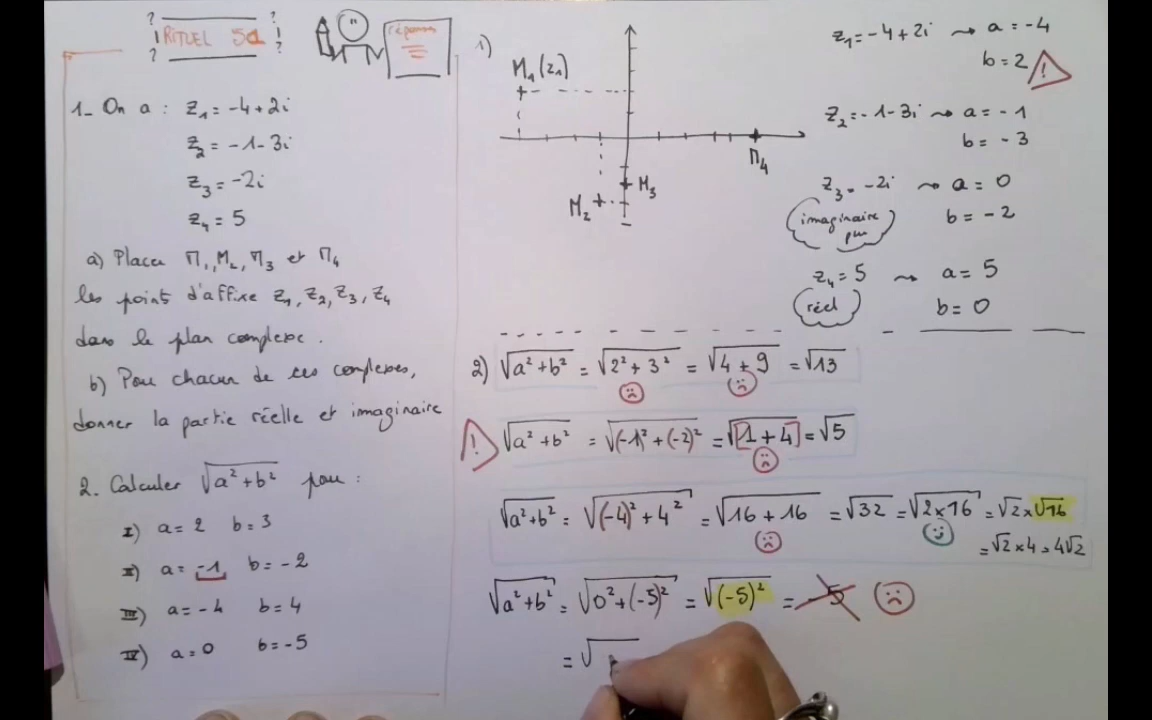 ? RITUEL 5a ?
! !
? ?
réponses
1_ On a : z₁ = -4+2i
z₂ = -1-3i
z₃ = -2i
z₄ = 5
a) Placer M₁, M₂, M₃ et M₄
les points d'affixe z₁, z₂, z₃, z₄
dans le plan complexe.
b) Pour chacun de ces complexes,
donner la partie réelle et imaginaire
2. Calculer √(a²+b²) pour :
I) a = 2 b = 3
II) a = -1 b = -2
III) a = -4 b = 4
IV) a = 0 b = -5
1)
M₁(z₁)
M₄
M₃
M₂
z₁ = -4+2i ⇝ a = -4
b = 2 !
z₂ = -1-3i ⇝ a = -1
b = -3
z₃ = -2i ⇝ a = 0
imaginaire pur b = -2
z₄ = 5 ⇝ a = 5
réel b = 0
2) √(a²+b²) = √(2²+3²) = √(4+9) = √13
! √(a²+b²) = √((-1)²+(-2)²) = √[1+4] = √5
√(a²+b²) = √((-4)²+4²) = √(16+16) = √32 = √(2×16) = √2×√16
= √2×4 = 4√2
√(a²+b²) = √(0²+(-5)²) = √((-5)²) = -5
= √